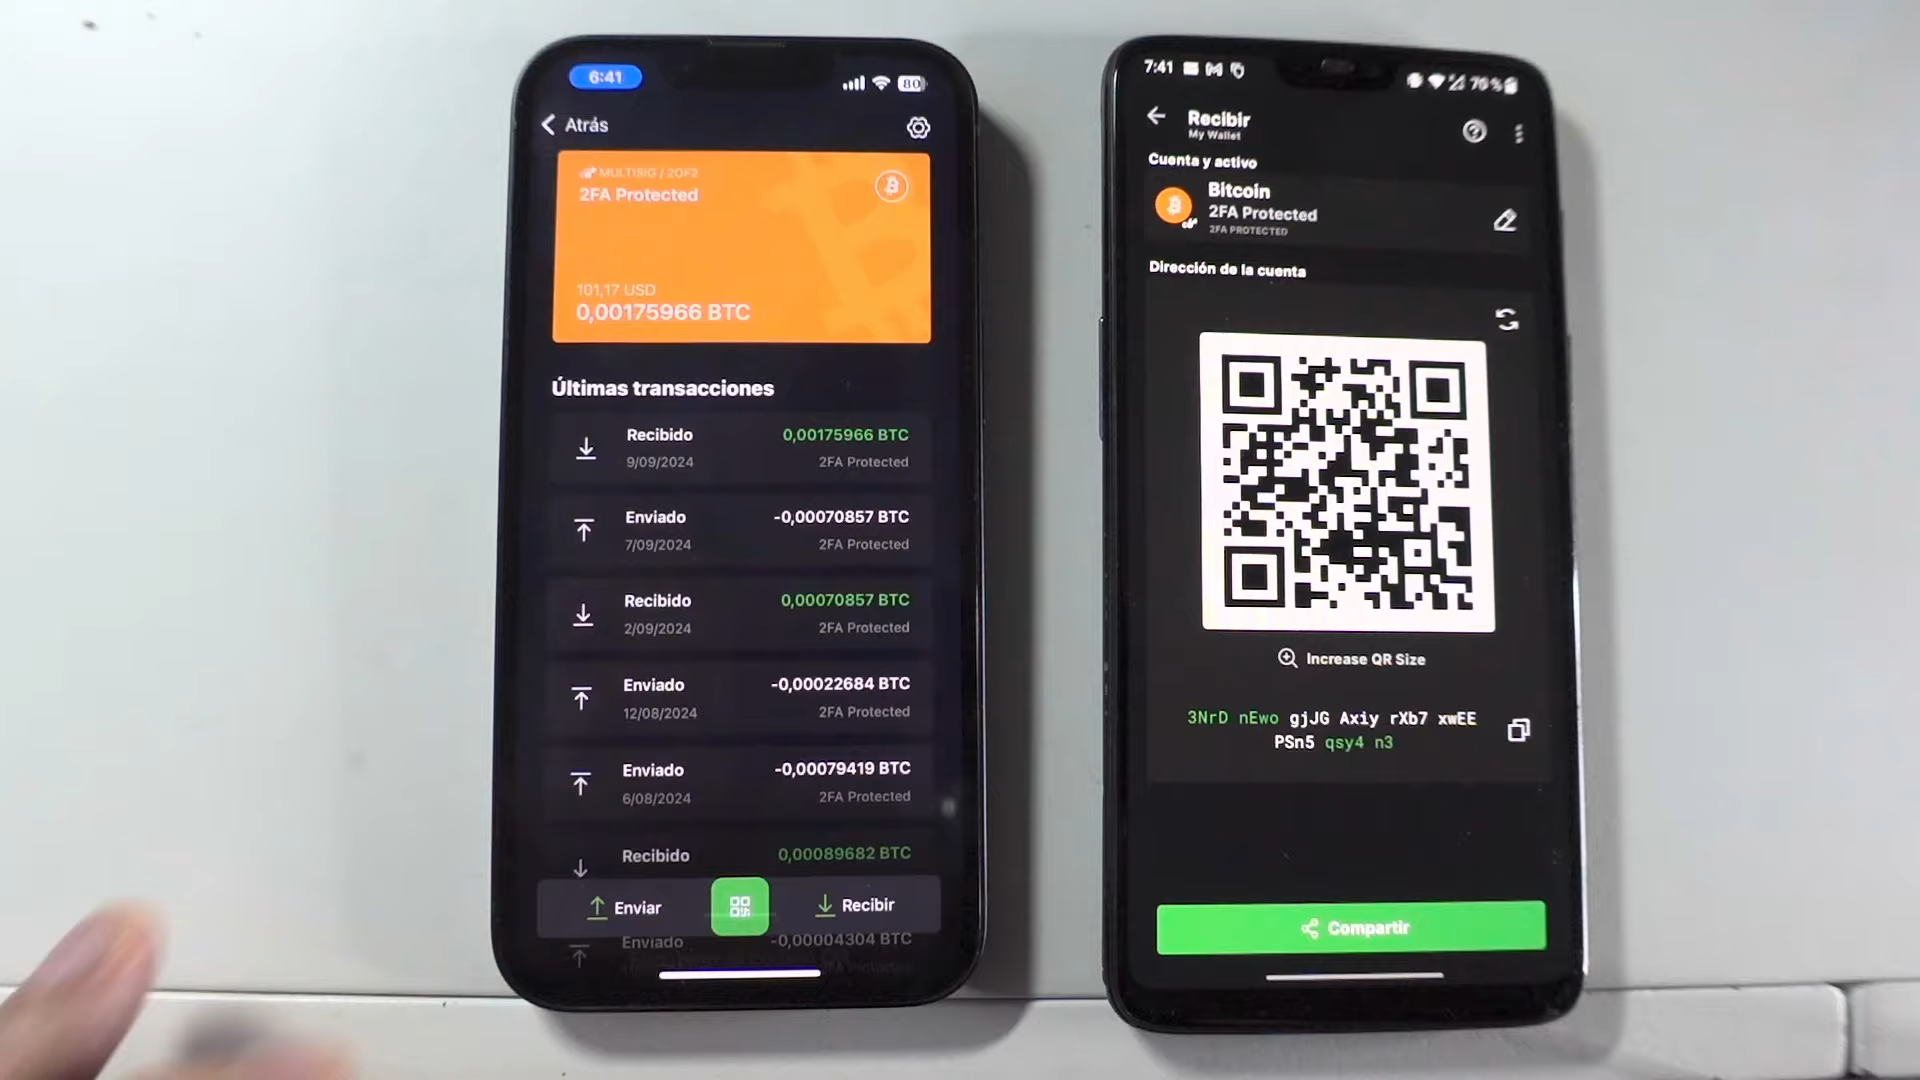 6:41
80
Atrás
MULTISIG / 2OF2
2FA Protected
101,17 USD
0,00175966 BTC
Últimas transacciones
Recibido 0,00175966 BTC
9/09/2024 2FA Protected
Enviado -0,00070857 BTC
7/09/2024 2FA Protected
Recibido 0,00070857 BTC
2/09/2024 2FA Protected
Enviado -0,00022684 BTC
12/08/2024 2FA Protected
Enviado -0,00079419 BTC
6/08/2024 2FA Protected
Recibido 0,00089682 BTC
Enviar
Recibir
Enviado -0,00004304 BTC
7:41
70%
Recibir
My Wallet
Cuenta y activo
Bitcoin
2FA Protected
2FA PROTECTED
Dirección de la cuenta
Increase QR Size
3NrD nEwo gjJG Axiy rXb7 xwEE
PSn5 qsy4 n3
Compartir